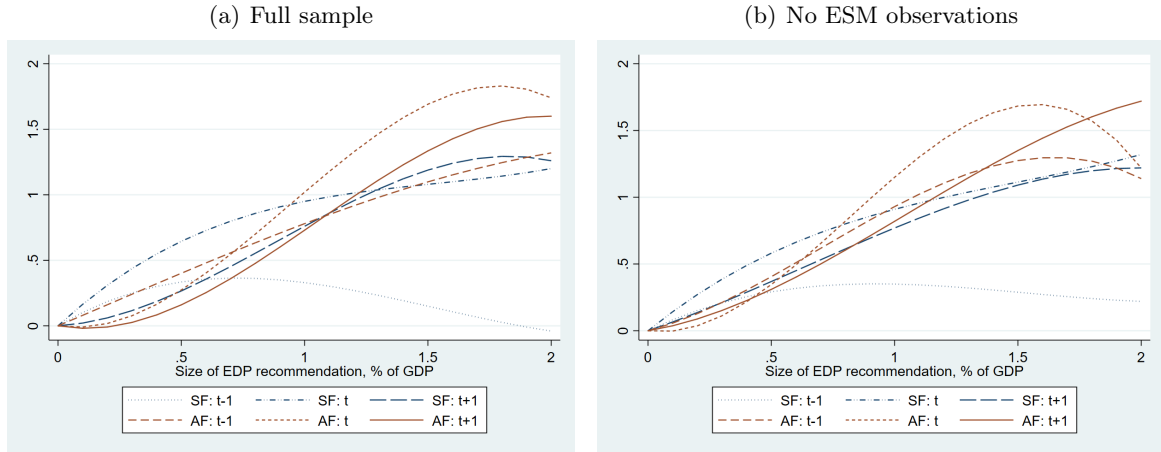 (a) Full sample
2
1.5
1
.5
0
0 .5 1 1.5 2
Size of EDP recommendation, % of GDP
SF: t-1 SF: t SF: t+1
AF: t-1 AF: t AF: t+1
(b) No ESM observations
2
1.5
1
.5
0
0 .5 1 1.5 2
Size of EDP recommendation, % of GDP
SF: t-1 SF: t SF: t+1
AF: t-1 AF: t AF: t+1